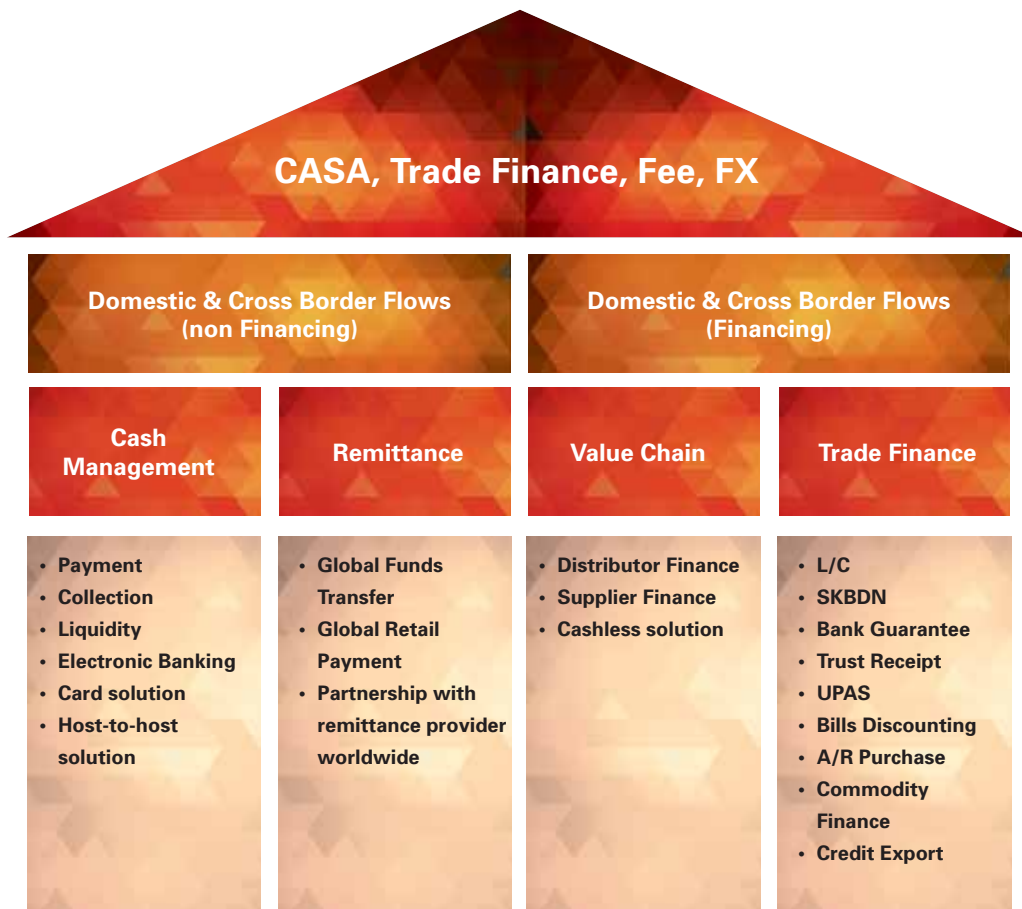 CASA, Trade Finance, Fee, FX
Domestic & Cross Border Flows
(non Financing)
Domestic & Cross Border Flows
(Financing)
Cash
Management
Remittance
Value Chain
Trade Finance
• Payment
• Collection
• Liquidity
• Electronic Banking
• Card solution
• Host-to-host
solution
• Global Funds
Transfer
• Global Retail
Payment
• Partnership with
remittance provider
worldwide
• Distributor Finance
• Supplier Finance
• Cashless solution
• L/C
• SKBDN
• Bank Guarantee
• Trust Receipt
• UPAS
• Bills Discounting
• A/R Purchase
• Commodity
Finance
• Credit Export